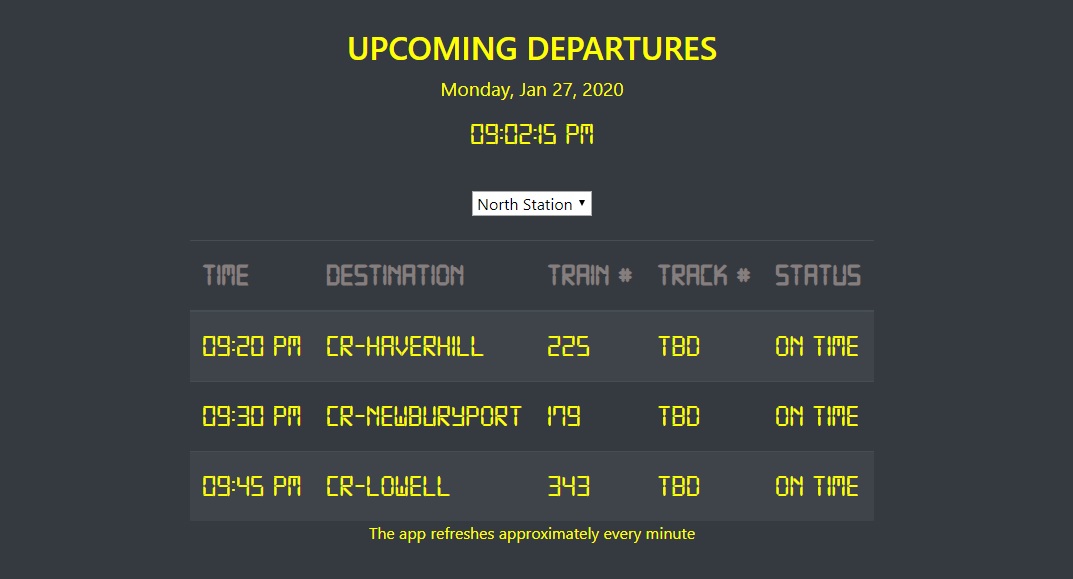 UPCOMING DEPARTURES
Monday, Jan 27, 2020
09:02:15 PM
North Station
TIME DESTINATION TRAIN # TRACK # STATUS
09:20 PM CR-HAVERHILL 225 TBD ON TIME
09:30 PM CR-NEWBURYPORT 179 TBD ON TIME
09:45 PM CR-LOWELL 343 TBD ON TIME
The app refreshes approximately every minute